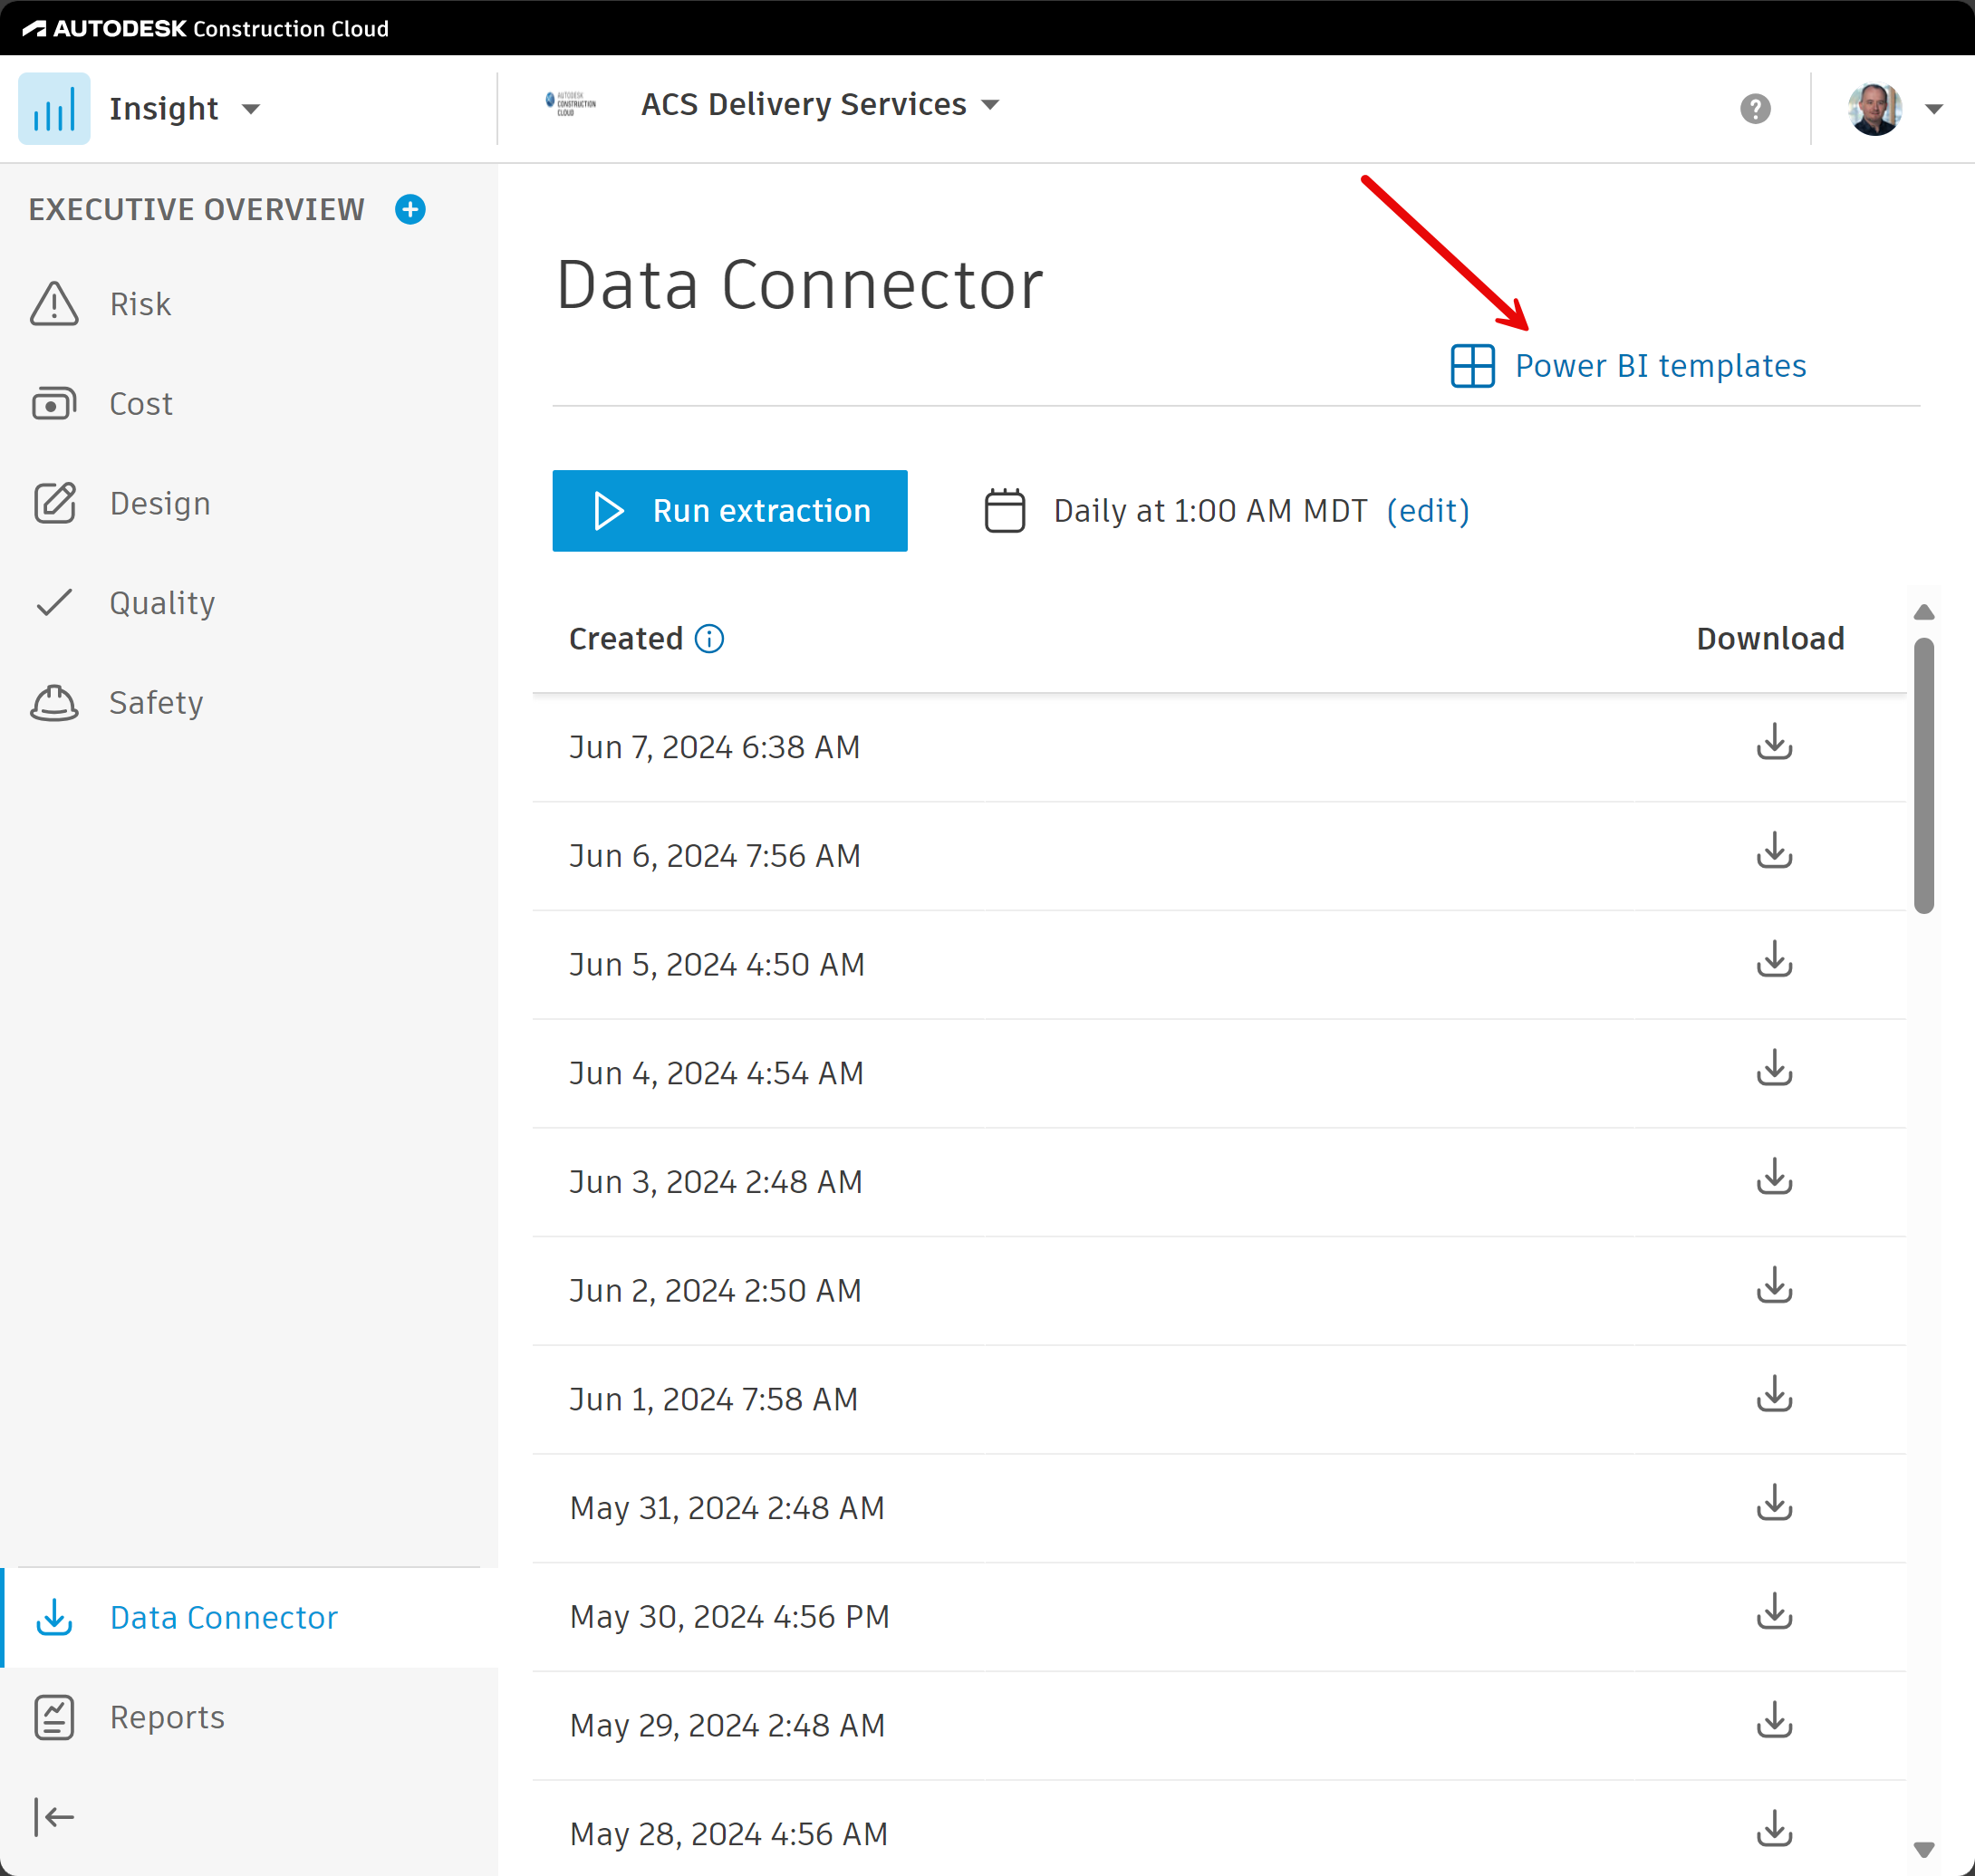 AUTODESK Construction Cloud
Insight
AUTODESK
CONSTRUCTION
CLOUD
ACS Delivery Services
EXECUTIVE OVERVIEW
Risk
Cost
Design
Quality
Safety
Data Connector
Reports
Data Connector
Power BI templates
Run extraction
Daily at 1:00 AM MDT (edit)
Created Download
Jun 7, 2024 6:38 AM
Jun 6, 2024 7:56 AM
Jun 5, 2024 4:50 AM
Jun 4, 2024 4:54 AM
Jun 3, 2024 2:48 AM
Jun 2, 2024 2:50 AM
Jun 1, 2024 7:58 AM
May 31, 2024 2:48 AM
May 30, 2024 4:56 PM
May 29, 2024 2:48 AM
May 28, 2024 4:56 AM